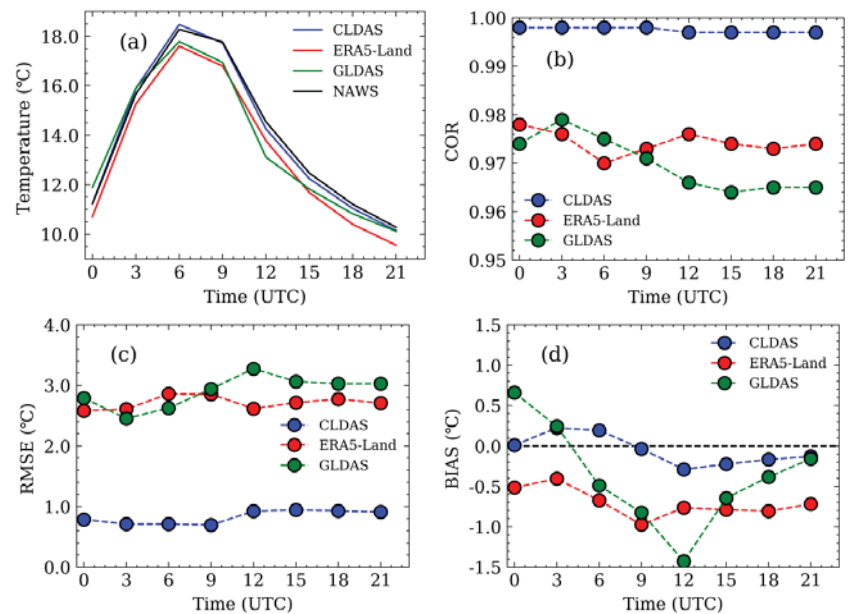 (a)
CLDAS
ERA5-Land
GLDAS
NAWS
18.0
16.0
14.0
12.0
10.0
Temperature (℃)
0 3 6 9 12 15 18 21
Time (UTC)
(b)
1.00
0.99
0.98
0.97
0.96
0.95
COR
CLDAS
ERA5-Land
GLDAS
0 3 6 9 12 15 18 21
Time (UTC)
(c)
4.0
3.0
2.0
1.0
0.0
RMSE (℃)
CLDAS
ERA5-Land
GLDAS
0 3 6 9 12 15 18 21
Time (UTC)
(d)
1.5
1.0
0.5
0.0
-0.5
-1.0
-1.5
BIAS (℃)
CLDAS
ERA5-Land
GLDAS
0 3 6 9 12 15 18 21
Time (UTC)